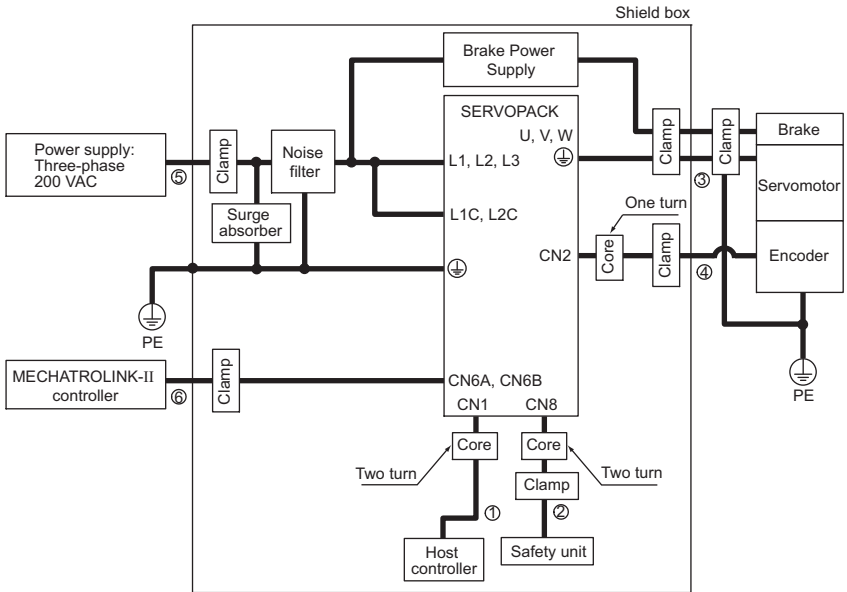 Shield box
Brake Power
Supply
SERVOPACK
U, V, W
Clamp
Clamp
Brake
Power supply:
Three-phase
200 VAC
⑤
Clamp
Noise
filter
L1, L2, L3
③
Servomotor
Surge
absorber
L1C, L2C
One turn
CN2
Core
Clamp
④
Encoder
PE
PE
MECHATROLINK-II
controller
⑥
Clamp
CN6A, CN6B
CN1
CN8
Core
Core
Two turn
Two turn
Clamp
①
②
Host
controller
Safety unit